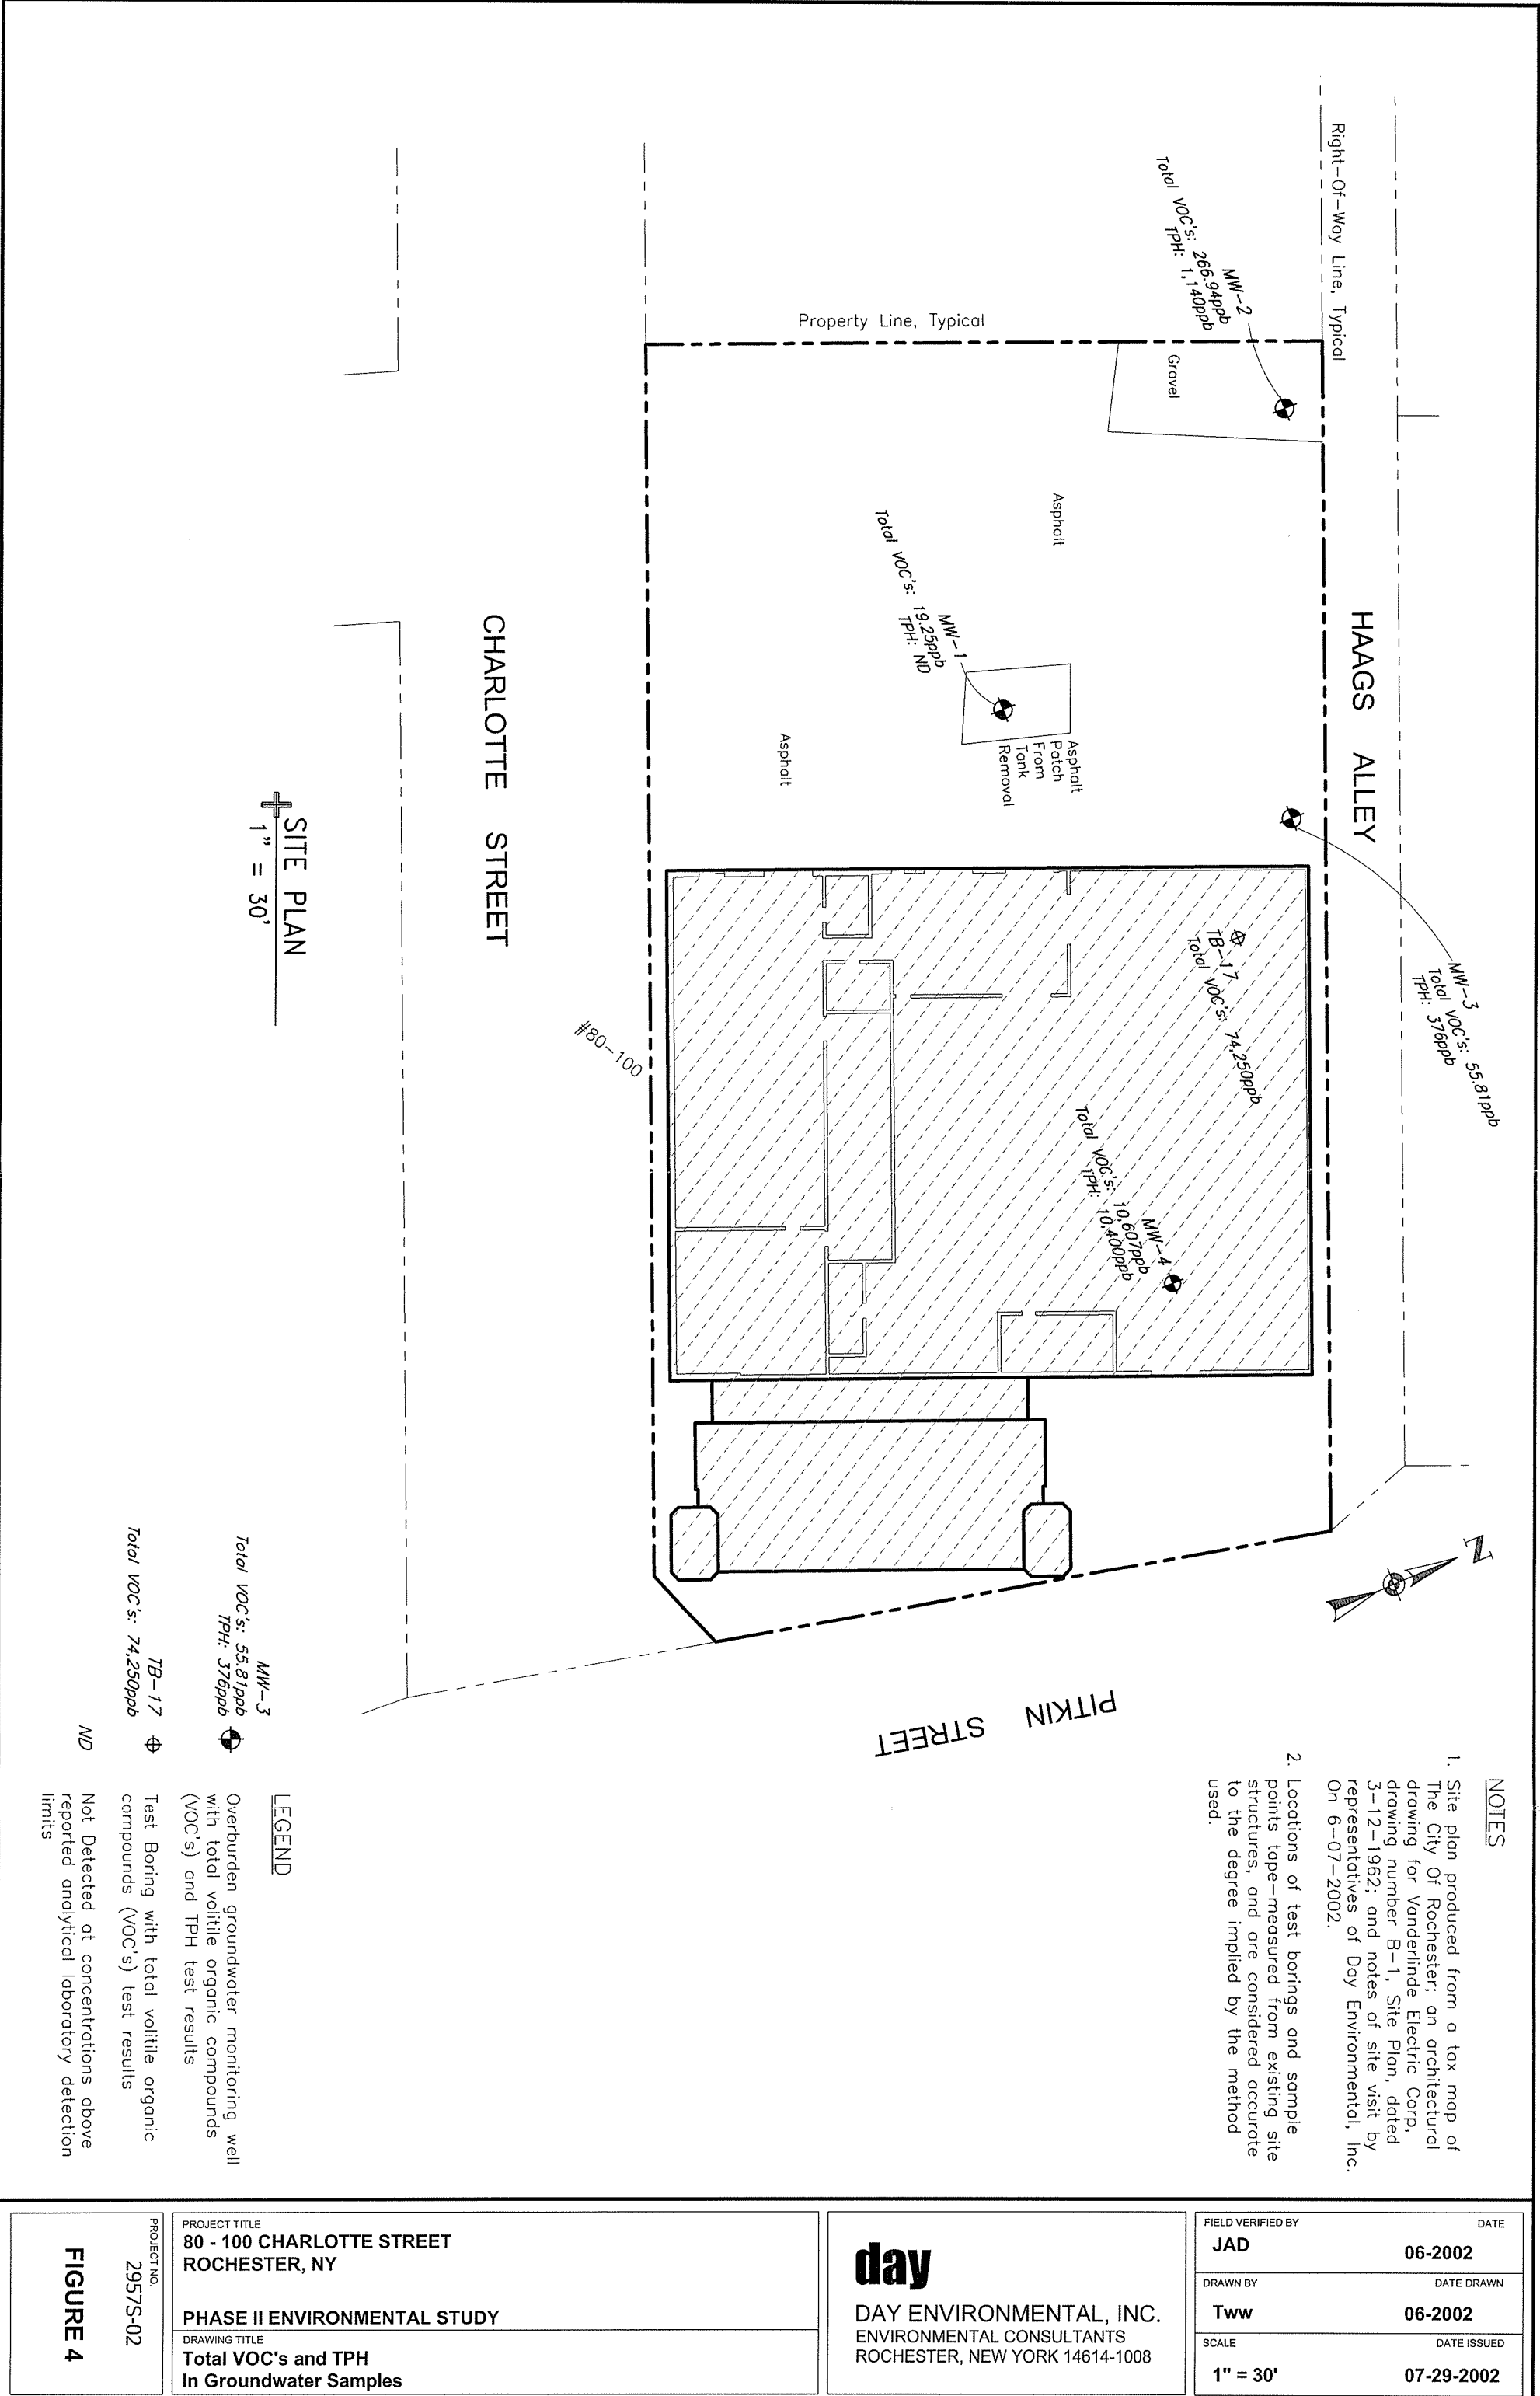 Right-Of-Way Line, Typical
HAAGS ALLEY
MW-2
Total VOC's: 266.94ppb
TPH: 1,140ppb
Property Line, Typical
Gravel
Asphalt
MW-1
Total VOC's: 19.25ppb
TPH: ND
Asphalt
Patch
From
Tank
Removal
Asphalt
MW-3
Total VOC's: 55.81ppb
TPH: 376ppb
TB-17
Total VOC's: 74,250ppb
MW-4
Total VOC's: 10,607ppb
TPH: 10,400ppb
#80-100
CHARLOTTE STREET
SITE PLAN
1" = 30'
N
PITKIN STREET
NOTES
1. Site plan produced from a tax map of
The City Of Rochester; an architectural
drawing for Vanderlinde Electric Corp,
drawing number B-1, Site Plan, dated
3-12-1962; and notes of site visit by
representatives of Day Environmental, Inc.
On 6-07-2002.
2. Locations of test borings and sample
points tape-measured from existing site
structures, and are considered accurate
to the degree implied by the method
used.
LEGEND
MW-3
Total VOC's: 55.81ppb
TPH: 376ppb
Overburden groundwater monitoring well
with total volitile organic compounds
(VOC's) and TPH test results
TB-17
Total VOC's: 74,250ppb
Test Boring with total volitile organic
compounds (VOC's) test results
ND
Not Detected at concentrations above
reported analytical laboratory detection
limits
FIELD VERIFIED BY DATE
JAD 06-2002
DRAWN BY DATE DRAWN
Tww 06-2002
SCALE DATE ISSUED
1" = 30' 07-29-2002
day
DAY ENVIRONMENTAL, INC.
ENVIRONMENTAL CONSULTANTS
ROCHESTER, NEW YORK 14614-1008
PROJECT TITLE
80 - 100 CHARLOTTE STREET
ROCHESTER, NY
PHASE II ENVIRONMENTAL STUDY
DRAWING TITLE
Total VOC's and TPH
In Groundwater Samples
PROJECT NO.
2957S-02
FIGURE 4